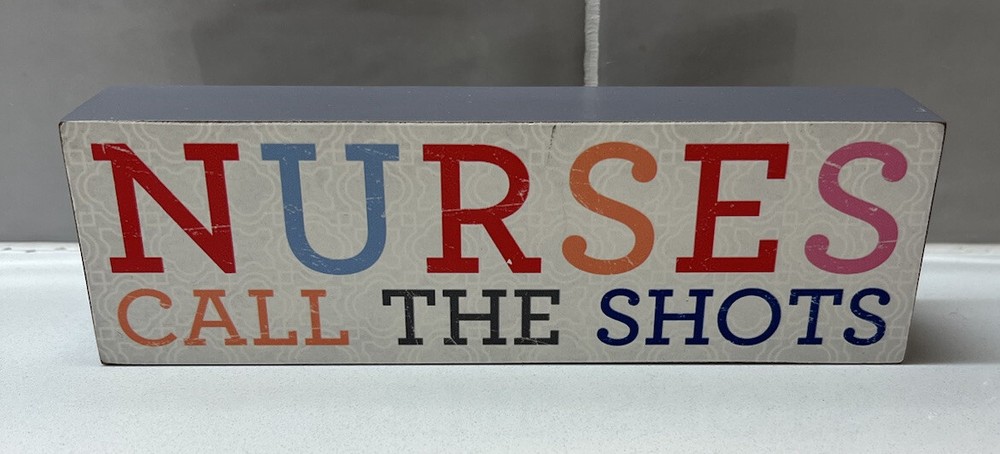 NURSES
CALL THE SHOTS